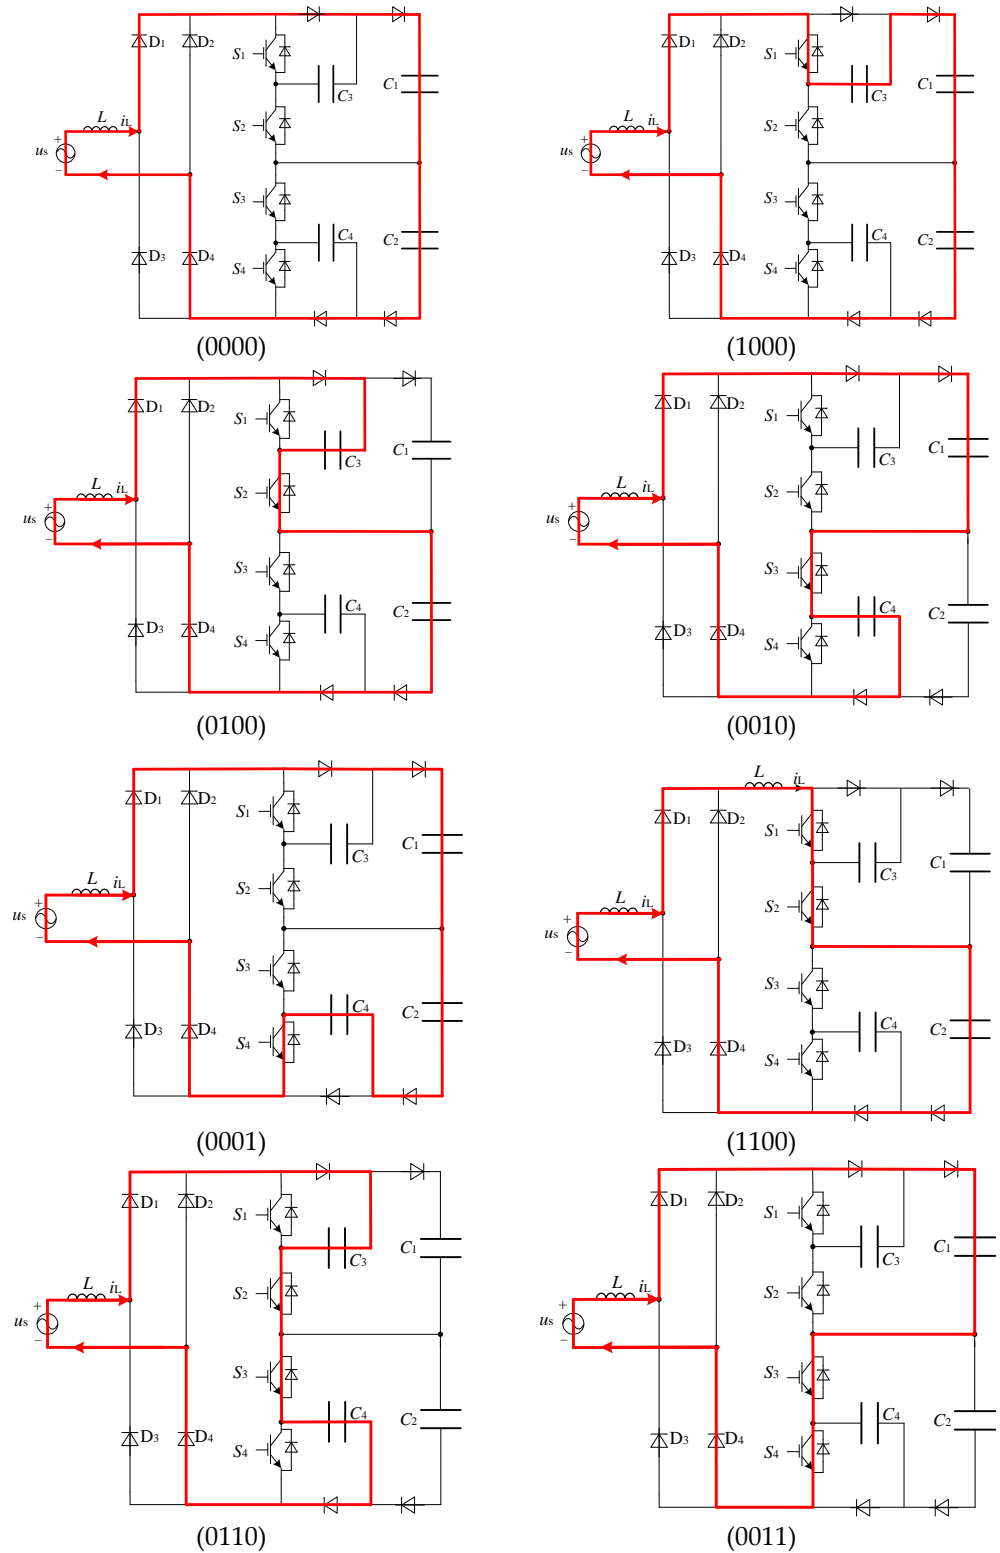 D1 D2 S1 C3 C1
L iL S2
+ us −
S3 C4 C2
D3 D4 S4
(0000)
D1 D2 S1 C3 C1
L iL S2
+ us −
S3 C4 C2
D3 D4 S4
(1000)
D1 D2 S1 C3 C1
L iL S2
+ us −
S3 C4 C2
D3 D4 S4
(0100)
D1 D2 S1 C3 C1
L iL S2
+ us −
S3 C4 C2
D3 D4 S4
(0010)
D1 D2 S1 C3 C1
L iL S2
+ us −
S3 C4 C2
D3 D4 S4
(0001)
L iL
D1 D2 S1 C3 C1
L iL S2
+ us −
S3 C4 C2
D3 D4 S4
(1100)
D1 D2 S1 C3 C1
L iL S2
+ us −
S3 C4 C2
D3 D4 S4
(0110)
D1 D2 S1 C3 C1
L iL S2
+ us −
S3 C4 C2
D3 D4 S4
(0011)